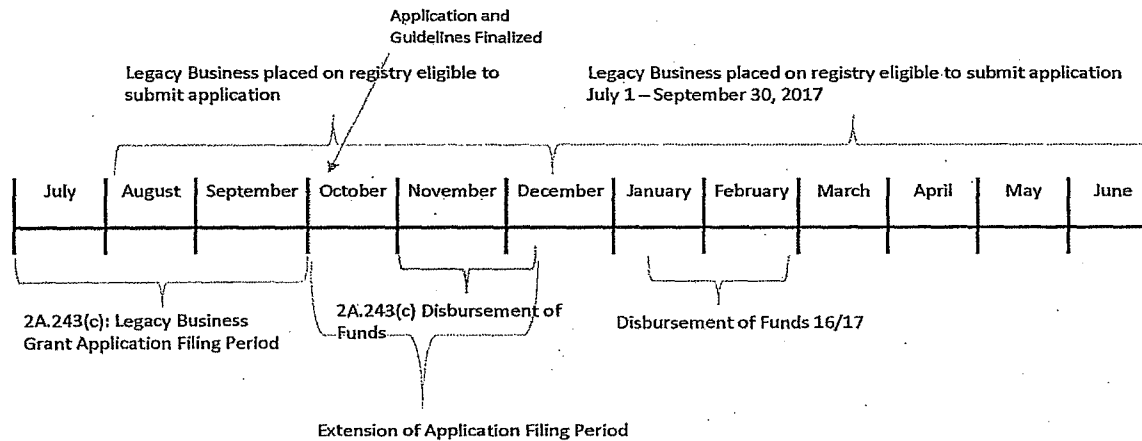 Application and
Guidelines Finalized
Legacy Business placed on registry eligible to
submit application
Legacy Business placed on registry eligible to submit application
July 1 – September 30, 2017
July August September October November December January February March April May June
2A.243(c): Legacy Business
Grant Application Filing Period
2A.243(c) Disbursement of
Funds
Disbursement of Funds 16/17
Extension of Application Filing Period